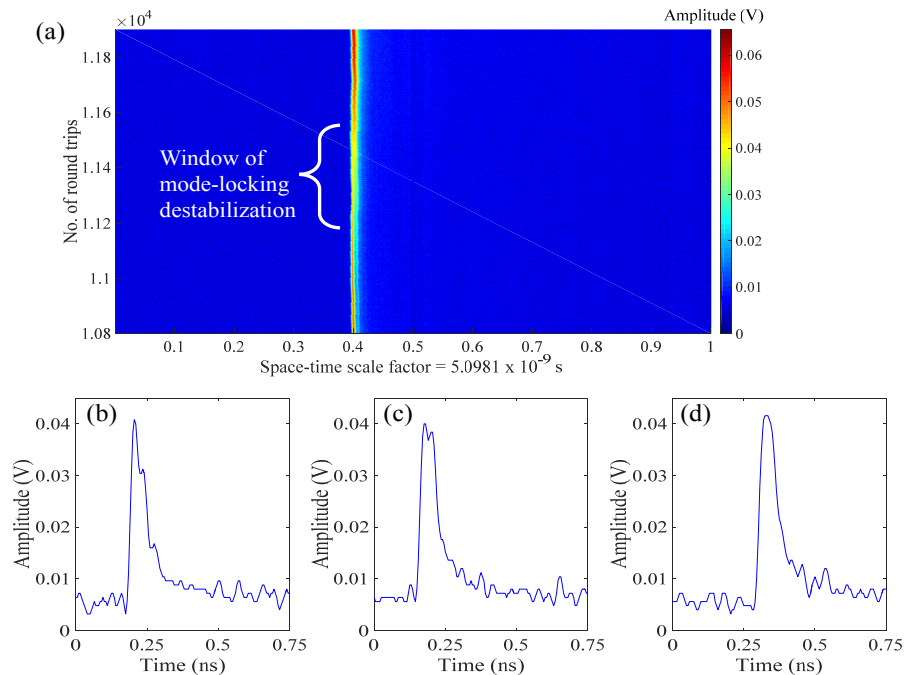 (a)
×10⁴
Amplitude (V)
1.18
1.16
1.14
1.12
1.1
1.08
No. of round trips
Window of
mode-locking
destabilization
0.06
0.05
0.04
0.03
0.02
0.01
0
0.1 0.2 0.3 0.4 0.5 0.6 0.7 0.8 0.9 1
Space-time scale factor = 5.0981 x 10⁻⁹ s
(b)
Amplitude (V)
0.04
0.03
0.02
0.01
0
0 0.25 0.50 0.75
Time (ns)
(c)
Amplitude (V)
0.04
0.03
0.02
0.01
0
0 0.25 0.50 0.75
Time (ns)
(d)
Amplitude (V)
0.04
0.03
0.02
0.01
0
0 0.25 0.50 0.75
Time (ns)